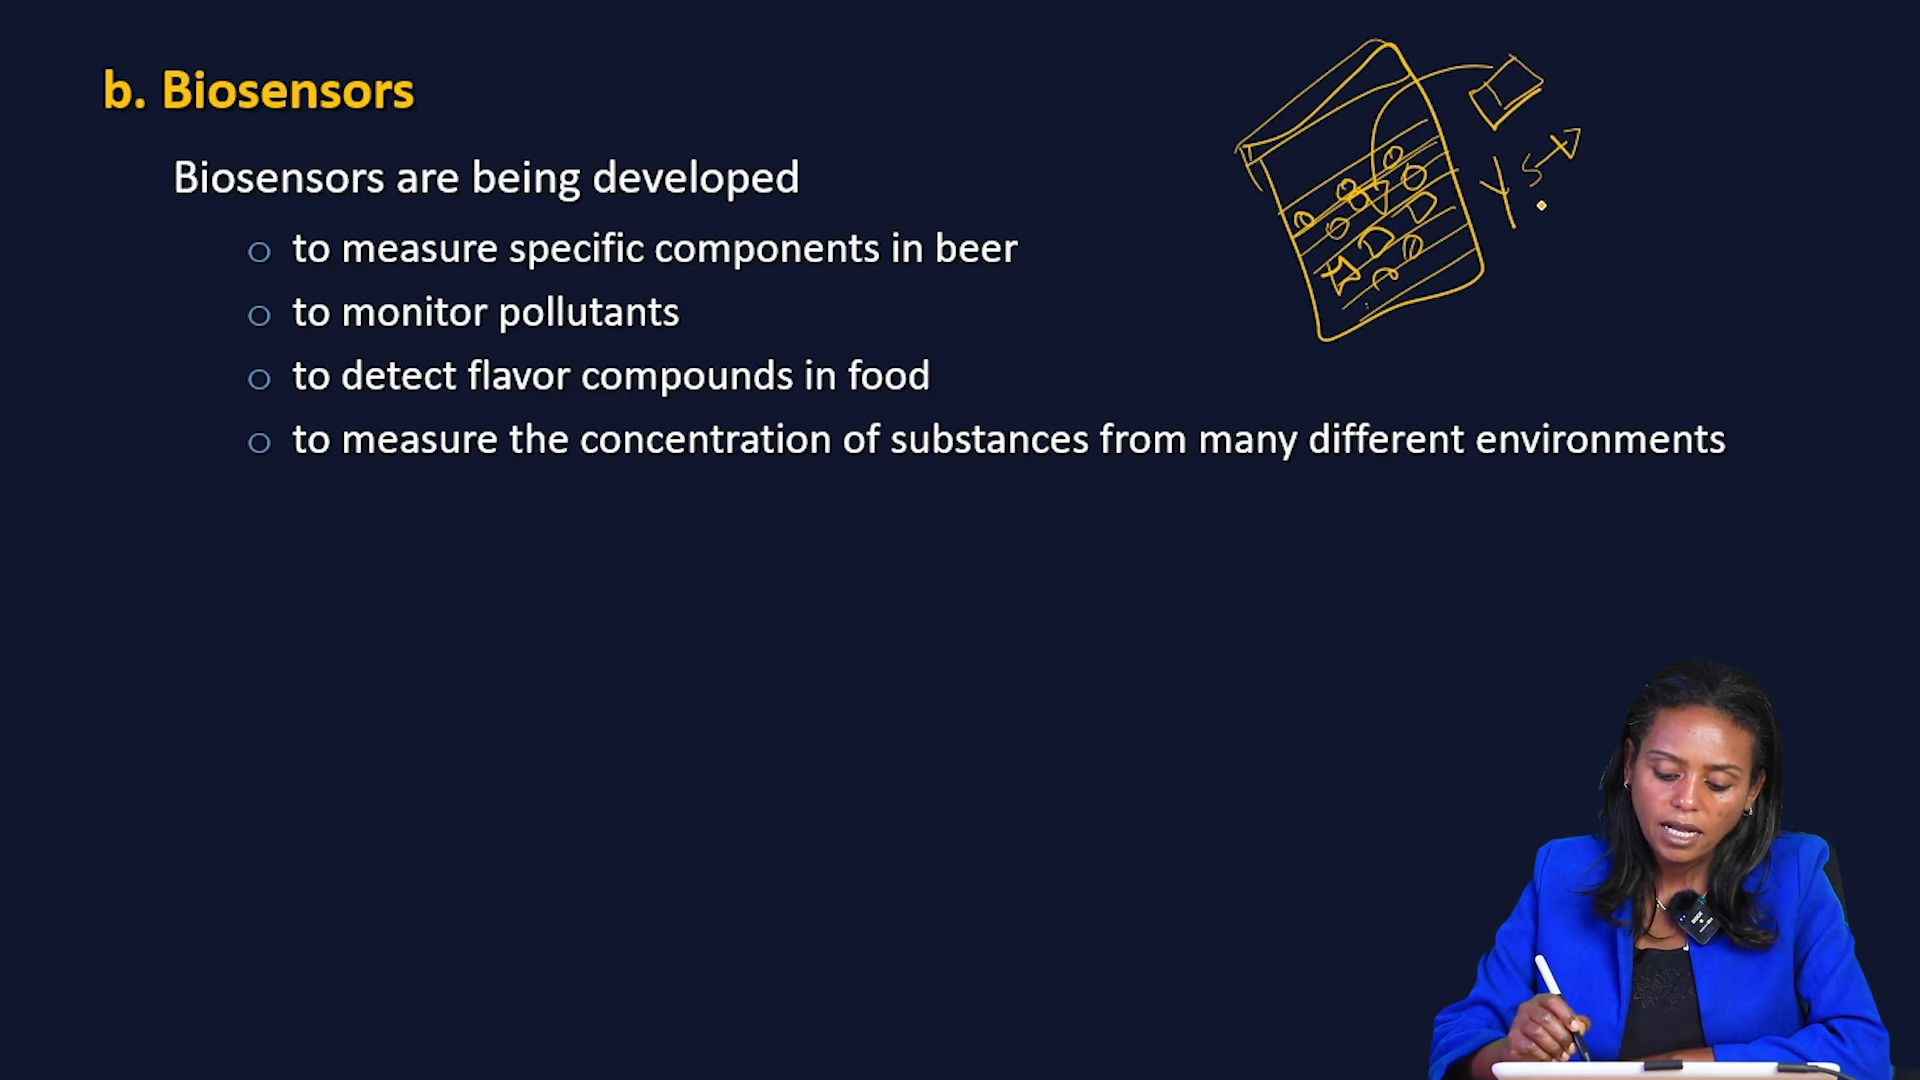 b. Biosensors
Biosensors are being developed
o to measure specific components in beer
o to monitor pollutants
o to detect flavor compounds in food
o to measure the concentration of substances from many different environments